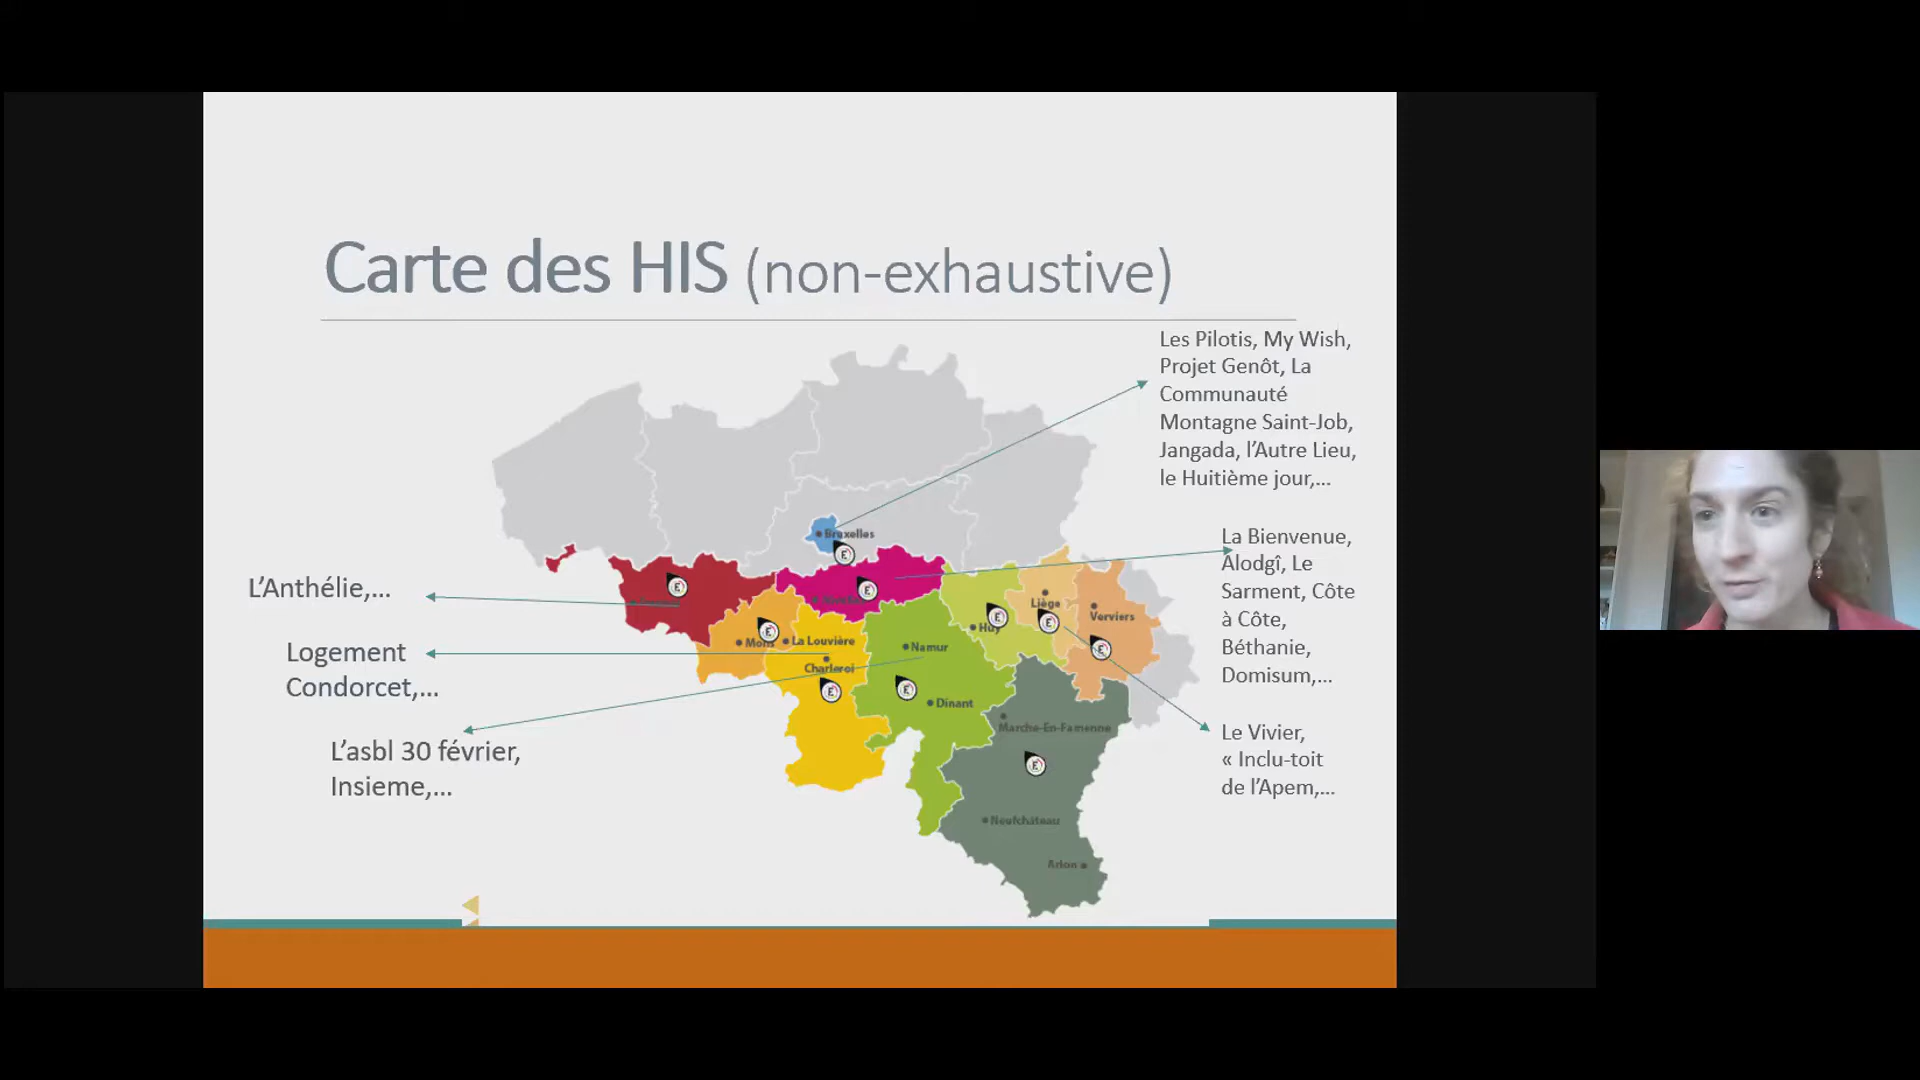 Carte des HIS (non-exhaustive)
Les Pilotis, My Wish,
Projet Genôt, La
Communauté
Montagne Saint-Job,
Jangada, l’Autre Lieu,
le Huitième jour,...
La Bienvenue,
Alodgî, Le
Sarment, Côte
à Côte,
Béthanie,
Domisum,...
Le Vivier,
« Inclu-toit
de l’Apem,...
L’Anthélie,...
Logement
Condorcet,...
L’asbl 30 février,
Insieme,...
Bruxelles
Liège
Verviers
Huy
Mons
La Louvière
Charleroi
Namur
Dinant
Marche-En-Famenne
Neufchâteau
Arlon